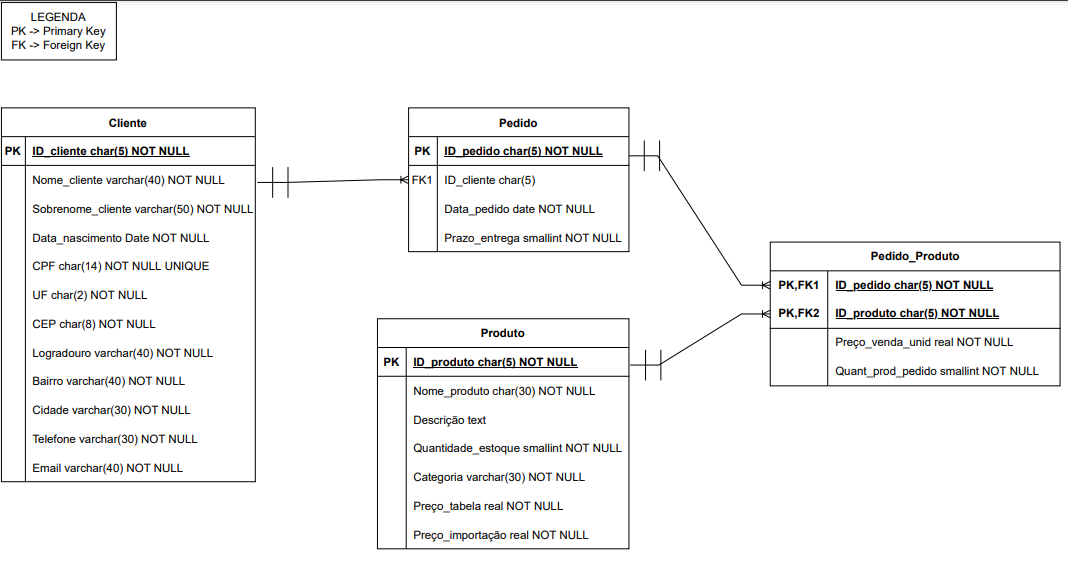 LEGENDA
PK -> Primary Key
FK -> Foreign Key
Cliente
PK ID_cliente char(5) NOT NULL
Nome_cliente varchar(40) NOT NULL
Sobrenome_cliente varchar(50) NOT NULL
Data_nascimento Date NOT NULL
CPF char(14) NOT NULL UNIQUE
UF char(2) NOT NULL
CEP char(8) NOT NULL
Logradouro varchar(40) NOT NULL
Bairro varchar(40) NOT NULL
Cidade varchar(30) NOT NULL
Telefone varchar(30) NOT NULL
Email varchar(40) NOT NULL
Pedido
PK ID_pedido char(5) NOT NULL
FK1 ID_cliente char(5)
Data_pedido date NOT NULL
Prazo_entrega smallint NOT NULL
Produto
PK ID_produto char(5) NOT NULL
Nome_produto char(30) NOT NULL
Descrição text
Quantidade_estoque smallint NOT NULL
Categoria varchar(30) NOT NULL
Preço_tabela real NOT NULL
Preço_importação real NOT NULL
Pedido_Produto
PK,FK1 ID_pedido char(5) NOT NULL
PK,FK2 ID_produto char(5) NOT NULL
Preço_venda_unid real NOT NULL
Quant_prod_pedido smallint NOT NULL